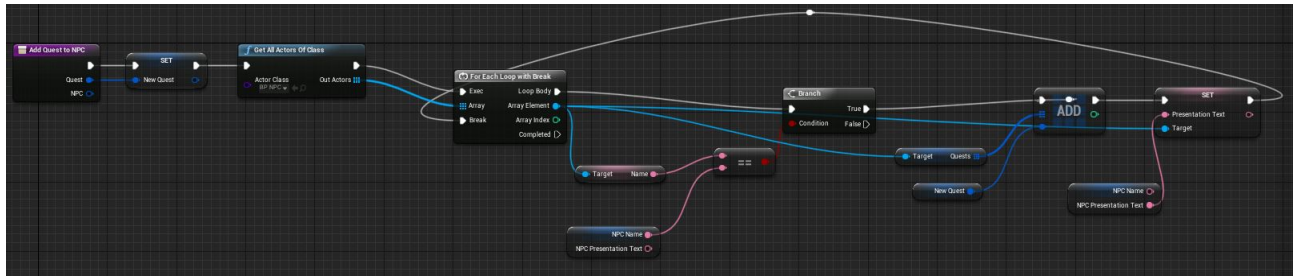 Add Quest to NPC
Quest
NPC
SET
New Quest
Get All Actors Of Class
Actor Class
BP NPC
Out Actors
For Each Loop with Break
Exec
Loop Body
Array
Array Element
Break
Array Index
Completed
Target
Name
==
NPC Name
NPC Presentation Text
Branch
True
Condition
False
Target
Quests
New Quest
ADD
SET
Presentation Text
Target
NPC Name
NPC Presentation Text